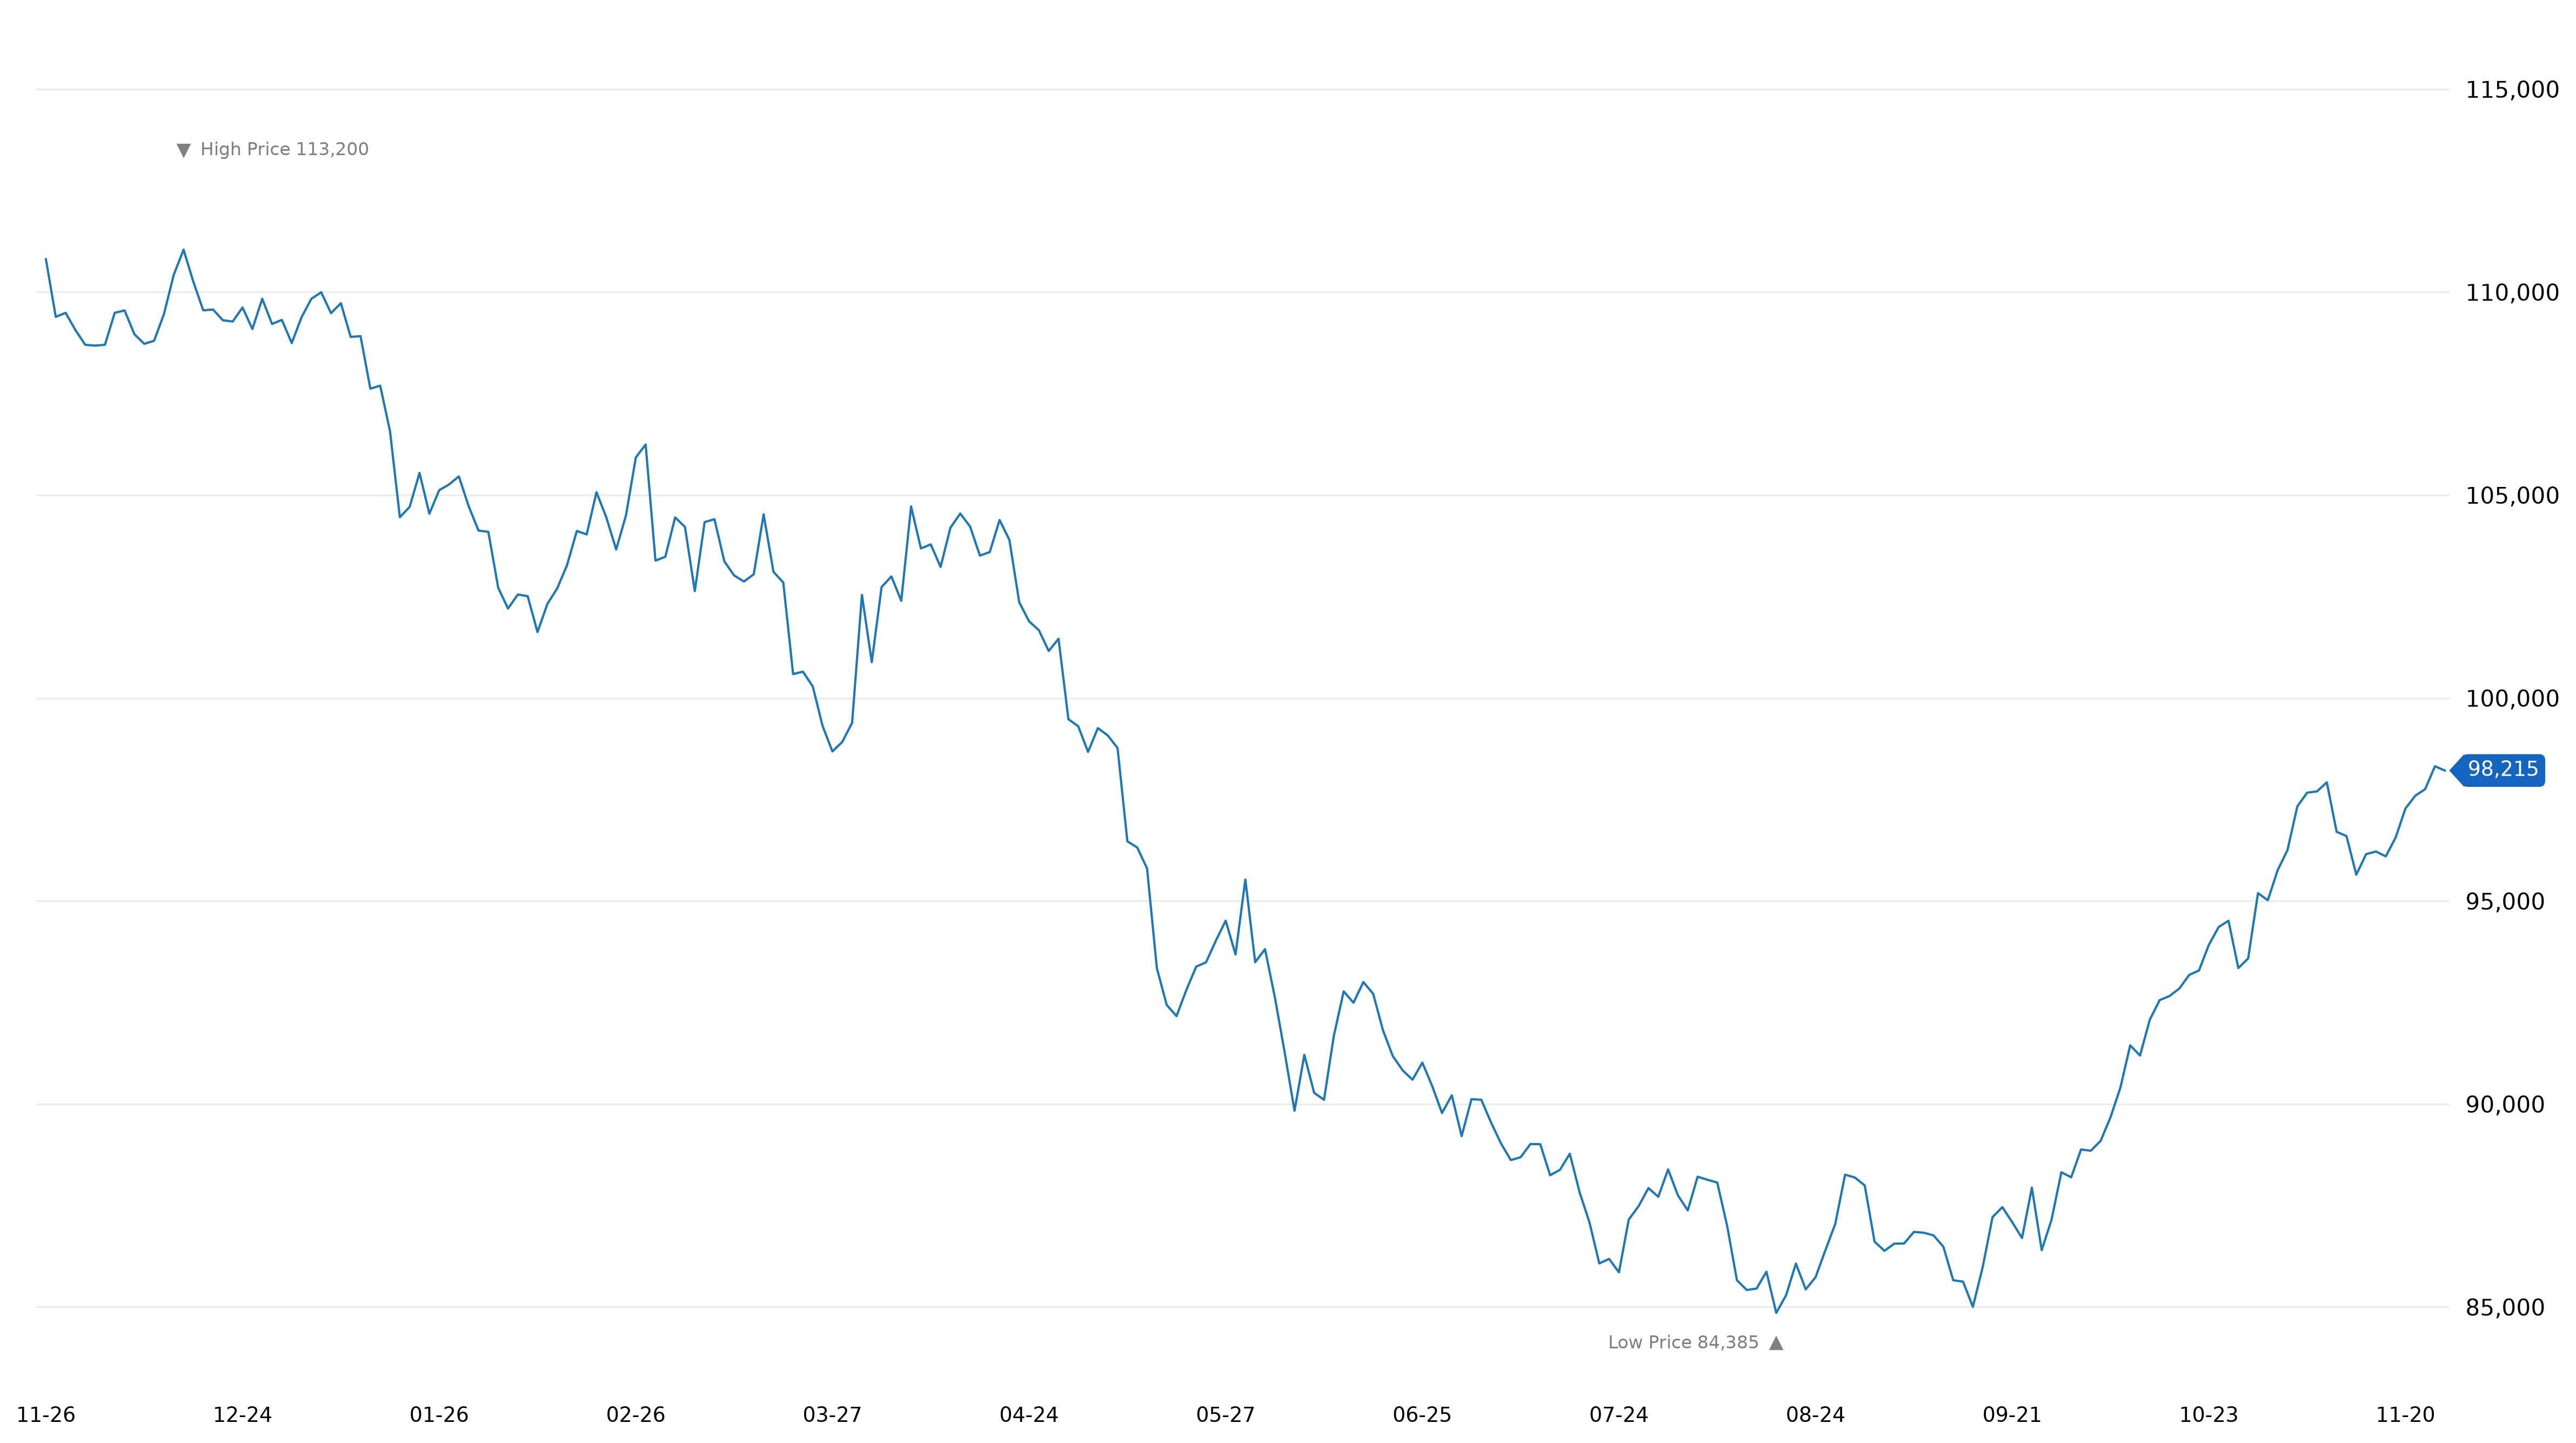 115,000
▼ High Price 113,200
110,000
105,000
100,000
98,215
95,000
90,000
85,000
Low Price 84,385 ▲
11-26 12-24 01-26 02-26 03-27 04-24 05-27 06-25 07-24 08-24 09-21 10-23 11-20